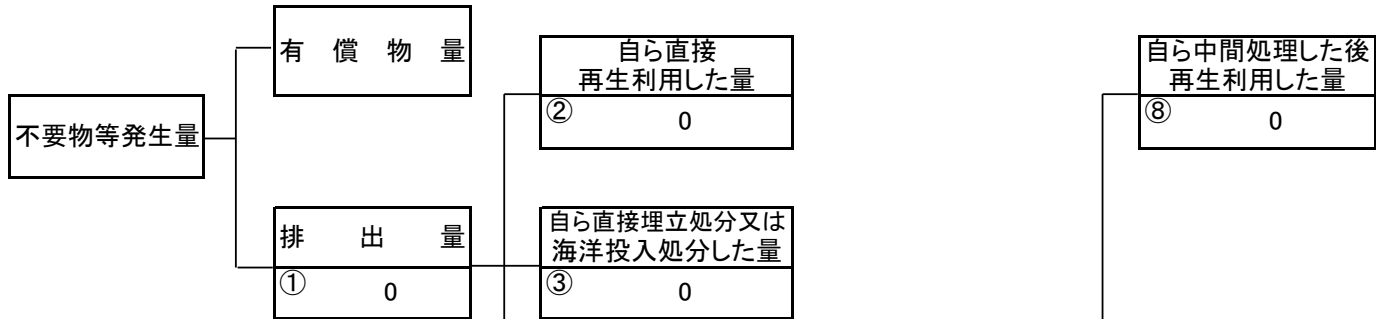 有償物量
自ら直接
再生利用した量
② 0
自ら中間処理した後
再生利用した量
⑧ 0
不要物等発生量
排出量
① 0
自ら直接埋立処分又は
海洋投入処分した量
③ 0